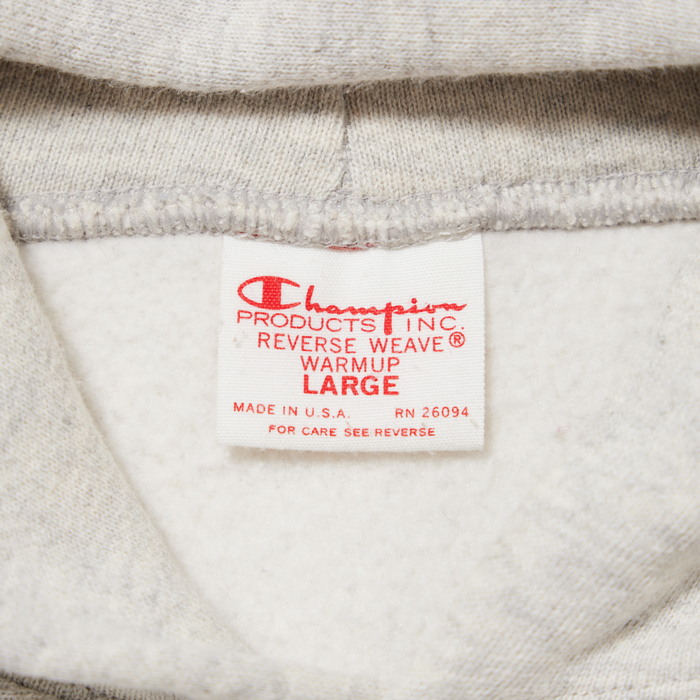 Champion
PRODUCTS INC.
REVERSE WEAVE®
WARMUP
LARGE
MADE IN U.S.A. RN 26094
FOR CARE SEE REVERSE